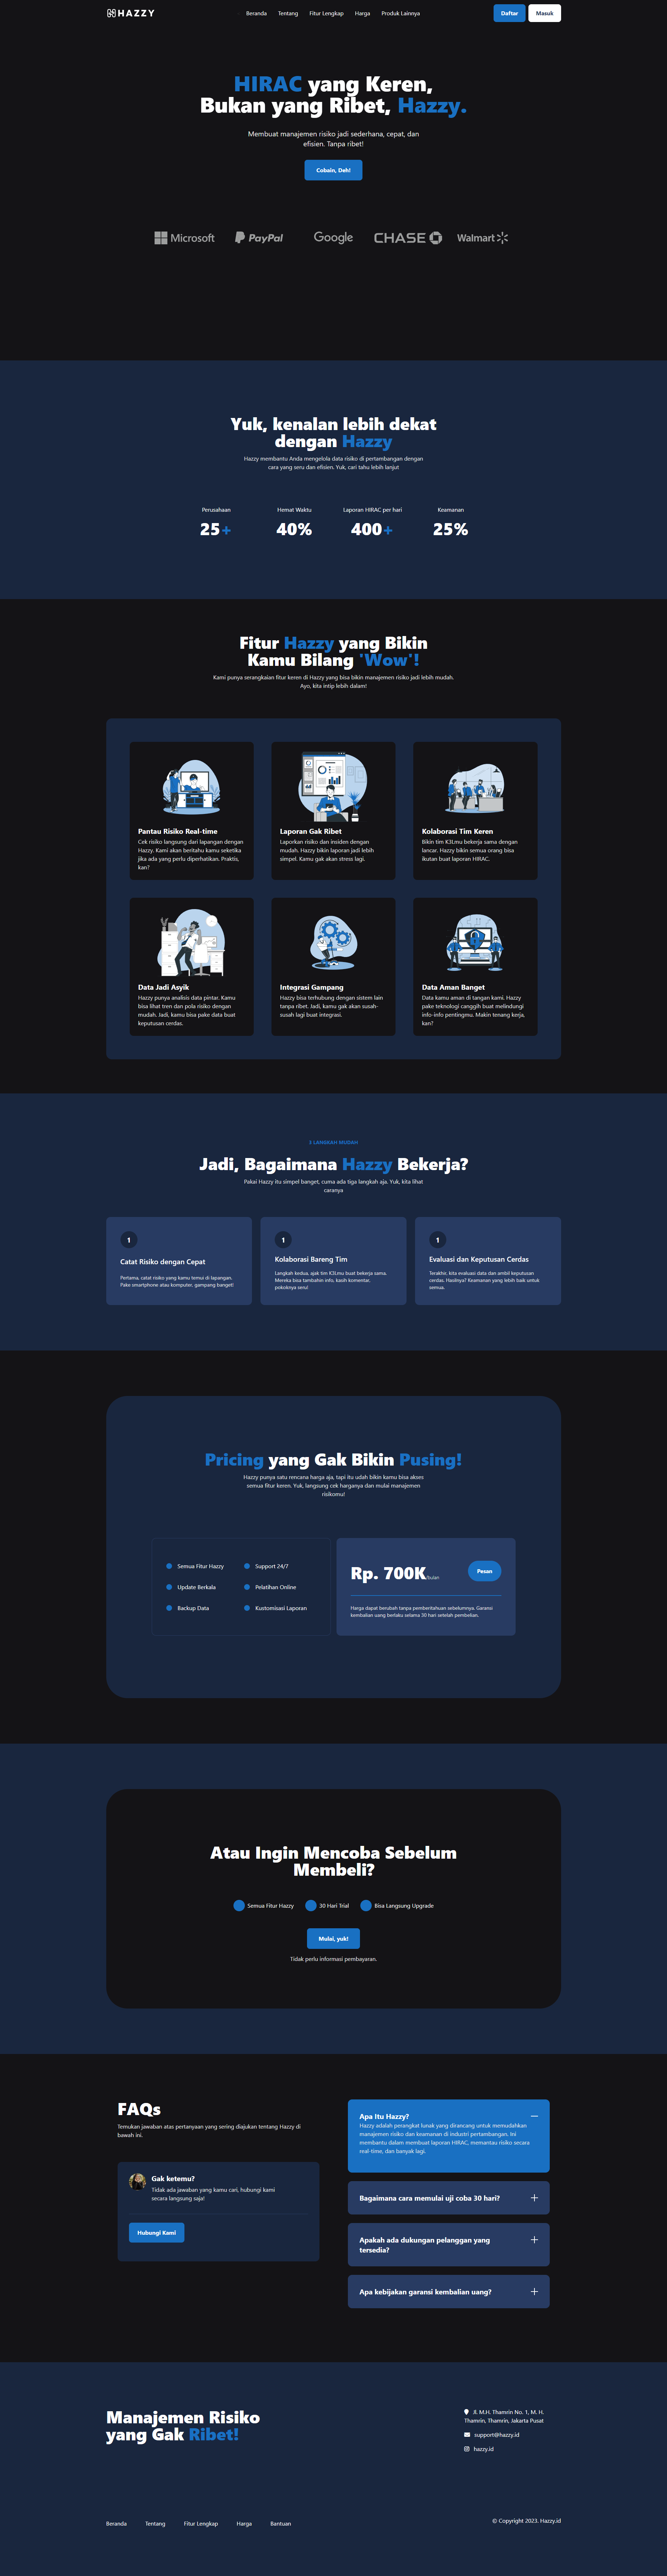 HAZZY
Beranda Tentang Fitur Lengkap Harga Produk Lainnya
Daftar Masuk
HIRAC yang Keren,
Bukan yang Ribet, Hazzy.
Membuat manajemen risiko jadi sederhana, cepat, dan
efisien. Tanpa ribet!
Cobain, Deh!
Microsoft PayPal Google CHASE Walmart
Yuk, kenalan lebih dekat
dengan Hazzy
Hazzy membantu Anda mengelola data risiko di pertambangan dengan
cara yang seru dan efisien. Yuk, cari tahu lebih lanjut
Perusahaan Hemat Waktu Laporan HIRAC per hari Keamanan
25+ 40% 400+ 25%
Fitur Hazzy yang Bikin
Kamu Bilang 'Wow'!
Kami punya serangkaian fitur keren di Hazzy yang bisa bikin manajemen risiko jadi lebih mudah.
Ayo, kita intip lebih dalam!
Pantau Risiko Real-time
Cek risiko langsung dari lapangan dengan
Hazzy. Kami akan beritahu kamu seketika
jika ada yang perlu diperhatikan. Praktis,
kan?
Laporan Gak Ribet
Laporkan risiko dan insiden dengan
mudah. Hazzy bikin laporan jadi lebih
simpel. Kamu gak akan stress lagi.
Kolaborasi Tim Keren
Bikin tim K3Lmu bekerja sama dengan
lancar. Hazzy bikin semua orang bisa
ikutan buat laporan HIRAC.
Data Jadi Asyik
Hazzy punya analisis data pintar. Kamu
bisa lihat tren dan pola risiko dengan
mudah. Jadi, kamu bisa pake data buat
keputusan cerdas.
Integrasi Gampang
Hazzy bisa terhubung dengan sistem lain
tanpa ribet. Jadi, kamu gak akan susah-
susah lagi buat integrasi.
Data Aman Banget
Data kamu aman di tangan kami. Hazzy
pake teknologi canggih buat melindungi
info-info pentingmu. Makin tenang kerja,
kan?
3 LANGKAH MUDAH
Jadi, Bagaimana Hazzy Bekerja?
Pakai Hazzy itu simpel banget, cuma ada tiga langkah aja. Yuk, kita lihat
caranya
1
Catat Risiko dengan Cepat
Pertama, catat risiko yang kamu temui di lapangan.
Pake smartphone atau komputer, gampang banget!
1
Kolaborasi Bareng Tim
Langkah kedua, ajak tim K3Lmu buat bekerja sama.
Mereka bisa tambahin info, kasih komentar,
pokoknya seru!
1
Evaluasi dan Keputusan Cerdas
Terakhir, kita evaluasi data dan ambil keputusan
cerdas. Hasilnya? Keamanan yang lebih baik untuk
semua.
Pricing yang Gak Bikin Pusing!
Hazzy punya satu rencana harga aja, tapi itu udah bikin kamu bisa akses
semua fitur keren. Yuk, langsung cek harganya dan mulai manajemen
risikomu!
Semua Fitur Hazzy Support 24/7
Update Berkala Pelatihan Online
Backup Data Kustomisasi Laporan
Rp. 700K/bulan
Pesan
Harga dapat berubah tanpa pemberitahuan sebelumnya. Garansi
kembalian uang berlaku selama 30 hari setelah pembelian.
Atau Ingin Mencoba Sebelum
Membeli?
Semua Fitur Hazzy 30 Hari Trial Bisa Langsung Upgrade
Mulai, yuk!
Tidak perlu informasi pembayaran.
FAQs
Temukan jawaban atas pertanyaan yang sering diajukan tentang Hazzy di
bawah ini.
Gak ketemu?
Tidak ada jawaban yang kamu cari, hubungi kami
secara langsung saja!
Hubungi Kami
Apa Itu Hazzy?
Hazzy adalah perangkat lunak yang dirancang untuk memudahkan
manajemen risiko dan keamanan di industri pertambangan. Ini
membantu dalam membuat laporan HIRAC, memantau risiko secara
real-time, dan banyak lagi.
Bagaimana cara memulai uji coba 30 hari?
Apakah ada dukungan pelanggan yang
tersedia?
Apa kebijakan garansi kembalian uang?
Manajemen Risiko
yang Gak Ribet!
Jl. M.H. Thamrin No. 1, M. H.
Thamrin, Thamrin, Jakarta Pusat
support@hazzy.id
hazzy.id
Beranda Tentang Fitur Lengkap Harga Bantuan
© Copyright 2023. Hazzy.id